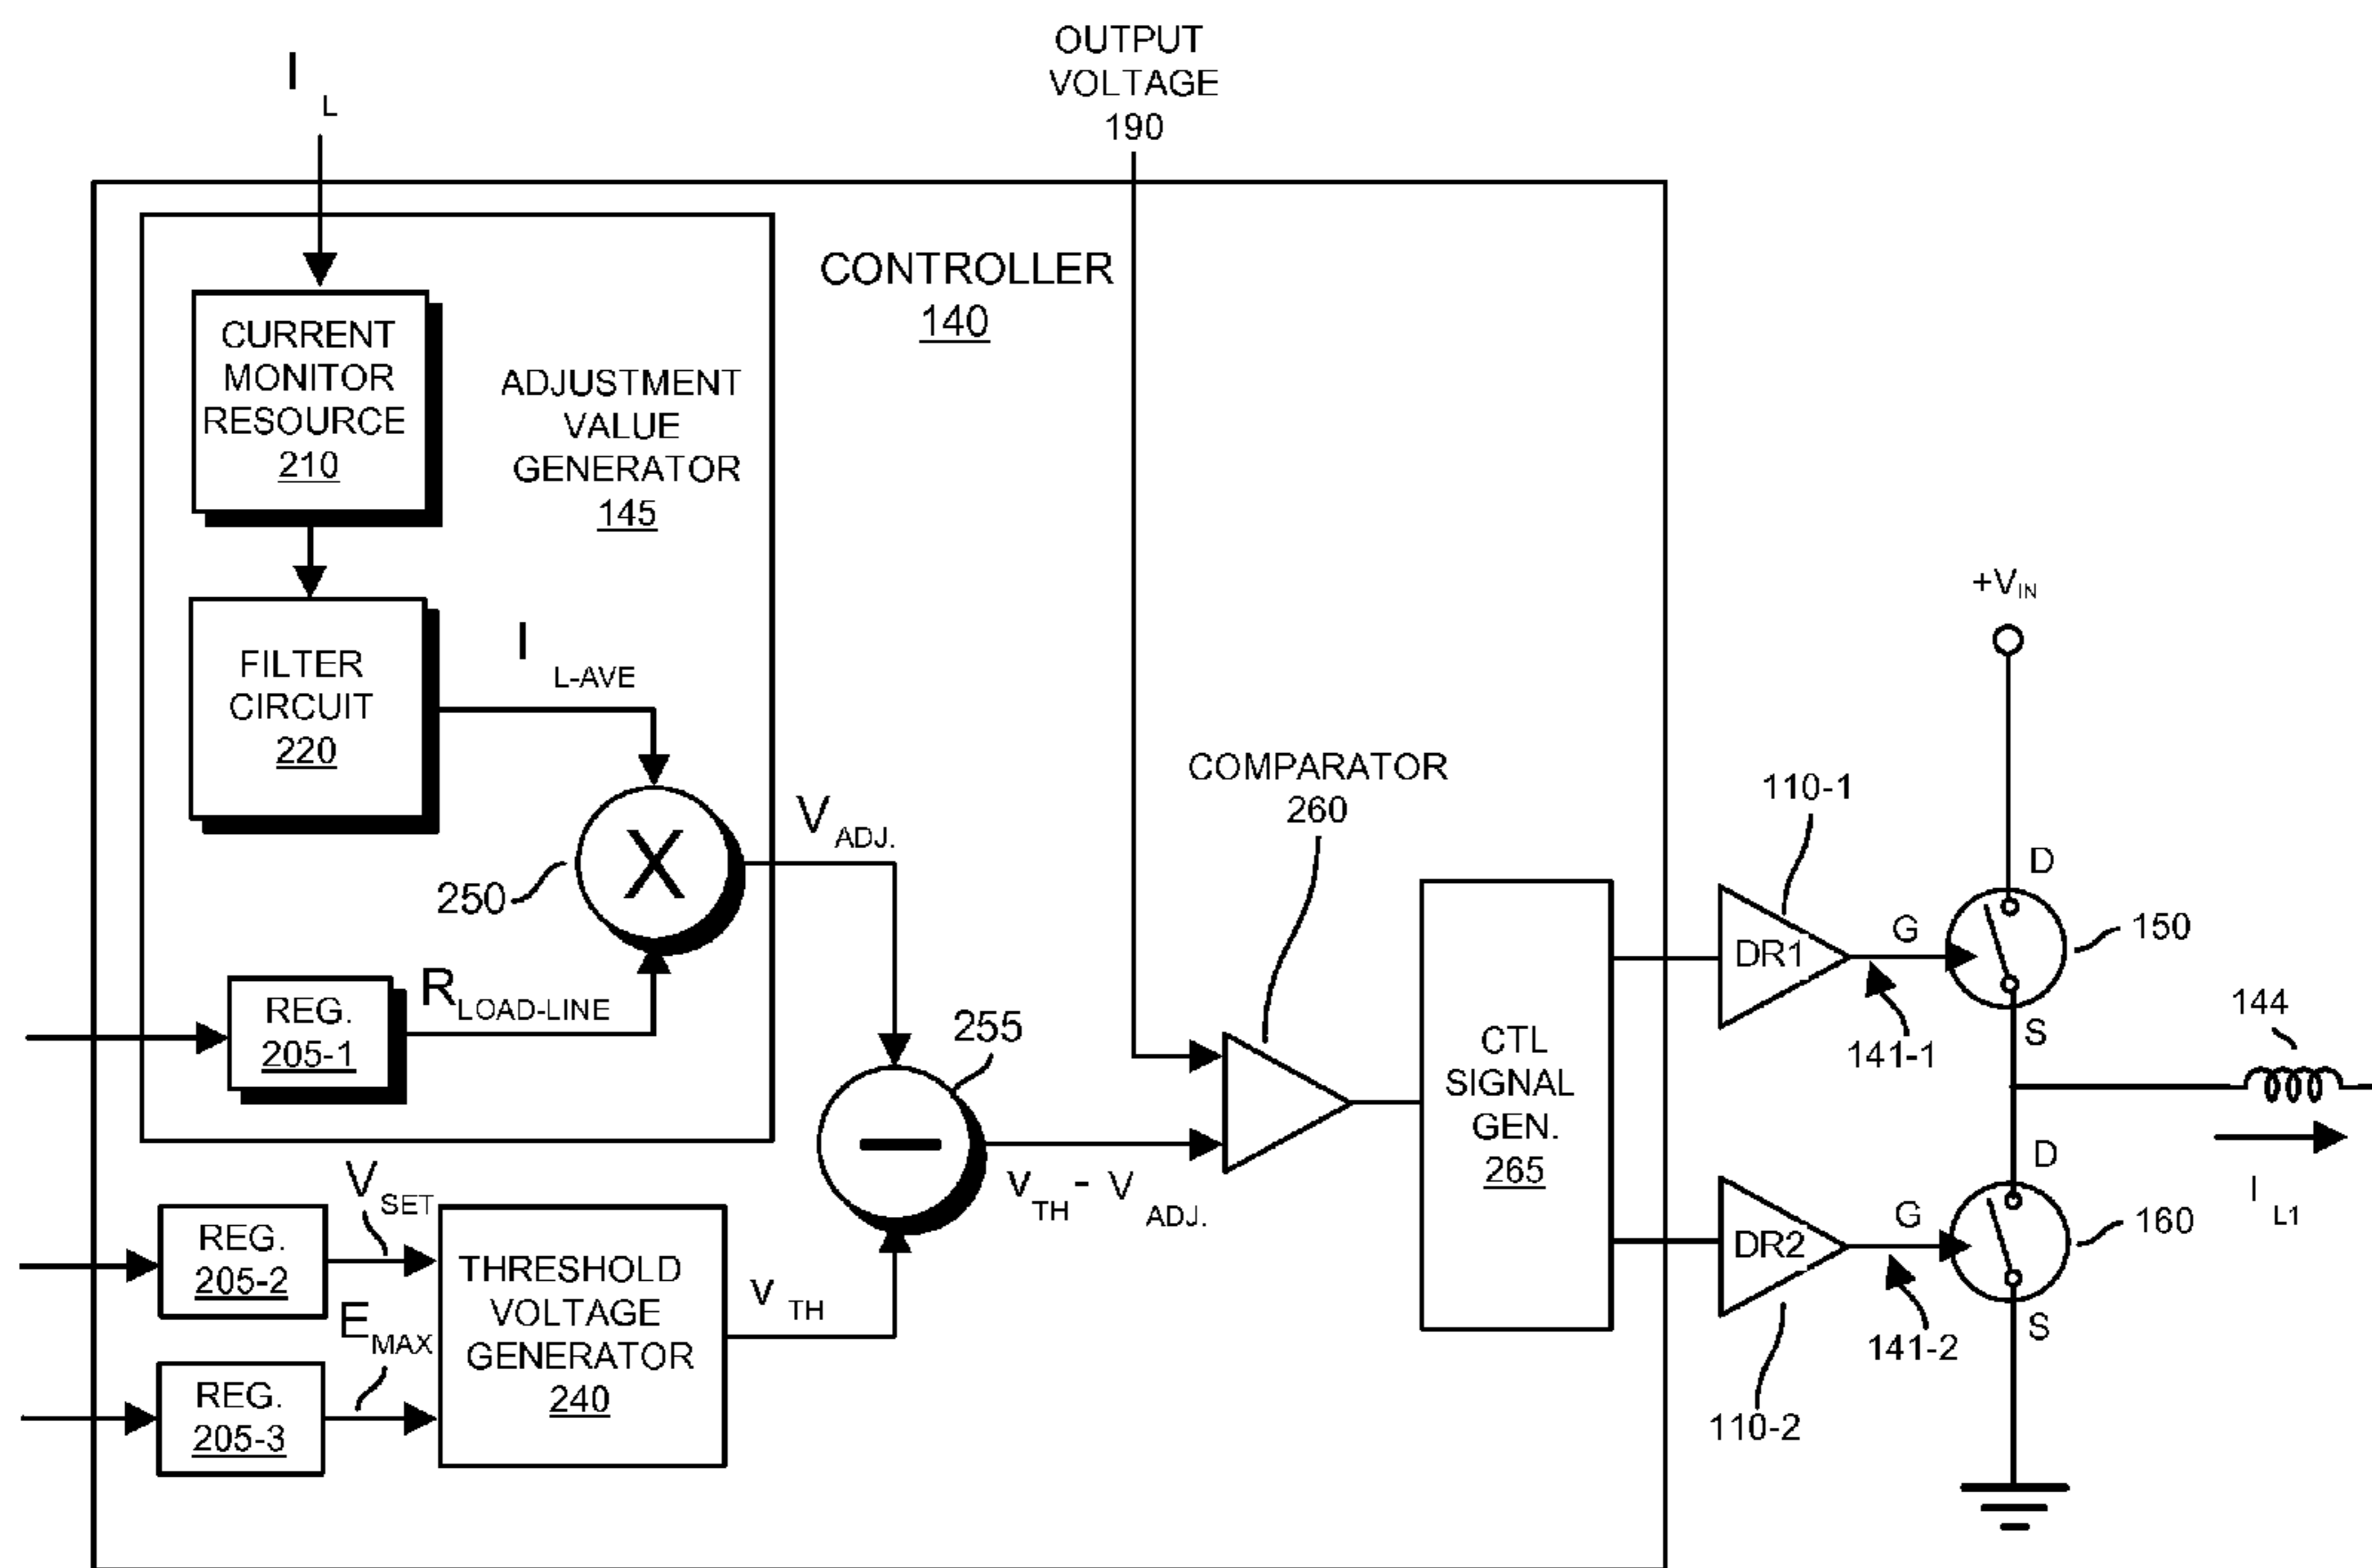 I L
OUTPUT
VOLTAGE
190
CONTROLLER
140
CURRENT
MONITOR
RESOURCE
210
ADJUSTMENT
VALUE
GENERATOR
145
FILTER
CIRCUIT
220
I L-AVE
X
250
V ADJ.
REG.
205-1
R LOAD-LINE
255
V SET
REG.
205-2
E MAX
REG.
205-3
THRESHOLD
VOLTAGE
GENERATOR
240
V TH
V TH - V ADJ.
COMPARATOR
260
CTL
SIGNAL
GEN.
265
110-1
DR1
G
141-1
+VIN
D
150
S
144
I L1
DR2
110-2
G
141-2
D
160
S